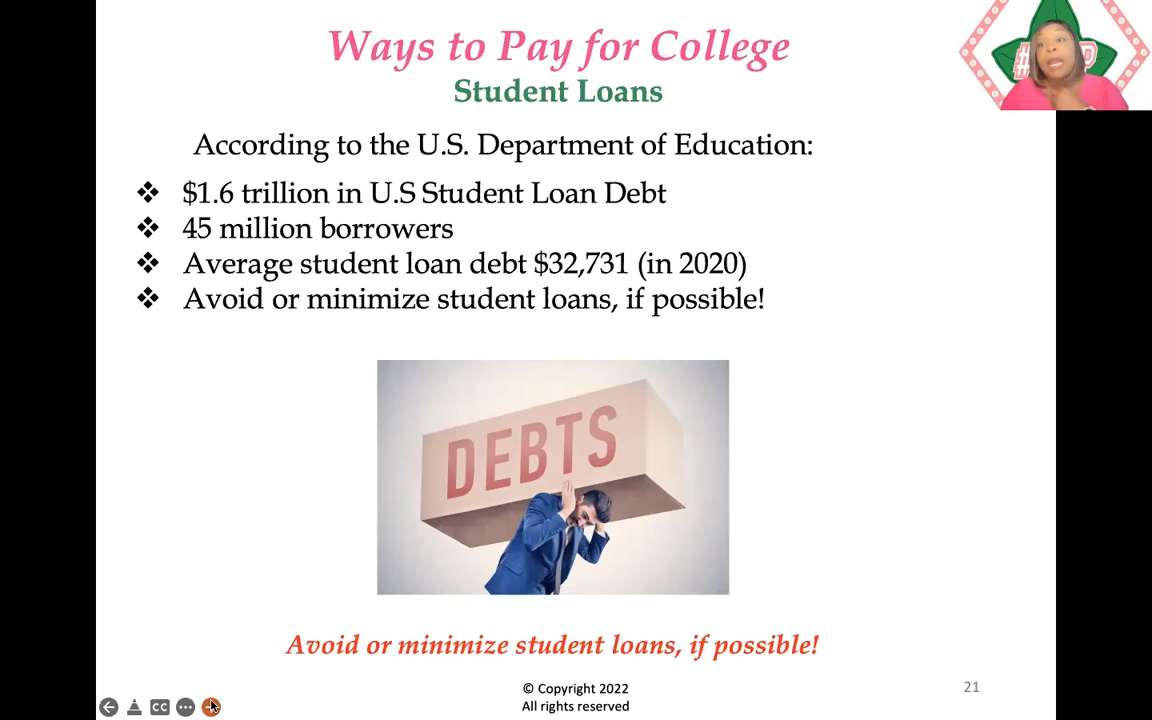 Ways to Pay for College
Student Loans
According to the U.S. Department of Education:
❖ $1.6 trillion in U.S Student Loan Debt
❖ 45 million borrowers
❖ Average student loan debt $32,731 (in 2020)
❖ Avoid or minimize student loans, if possible!
DEBTS
Avoid or minimize student loans, if possible!
© Copyright 2022
All rights reserved
21
CC